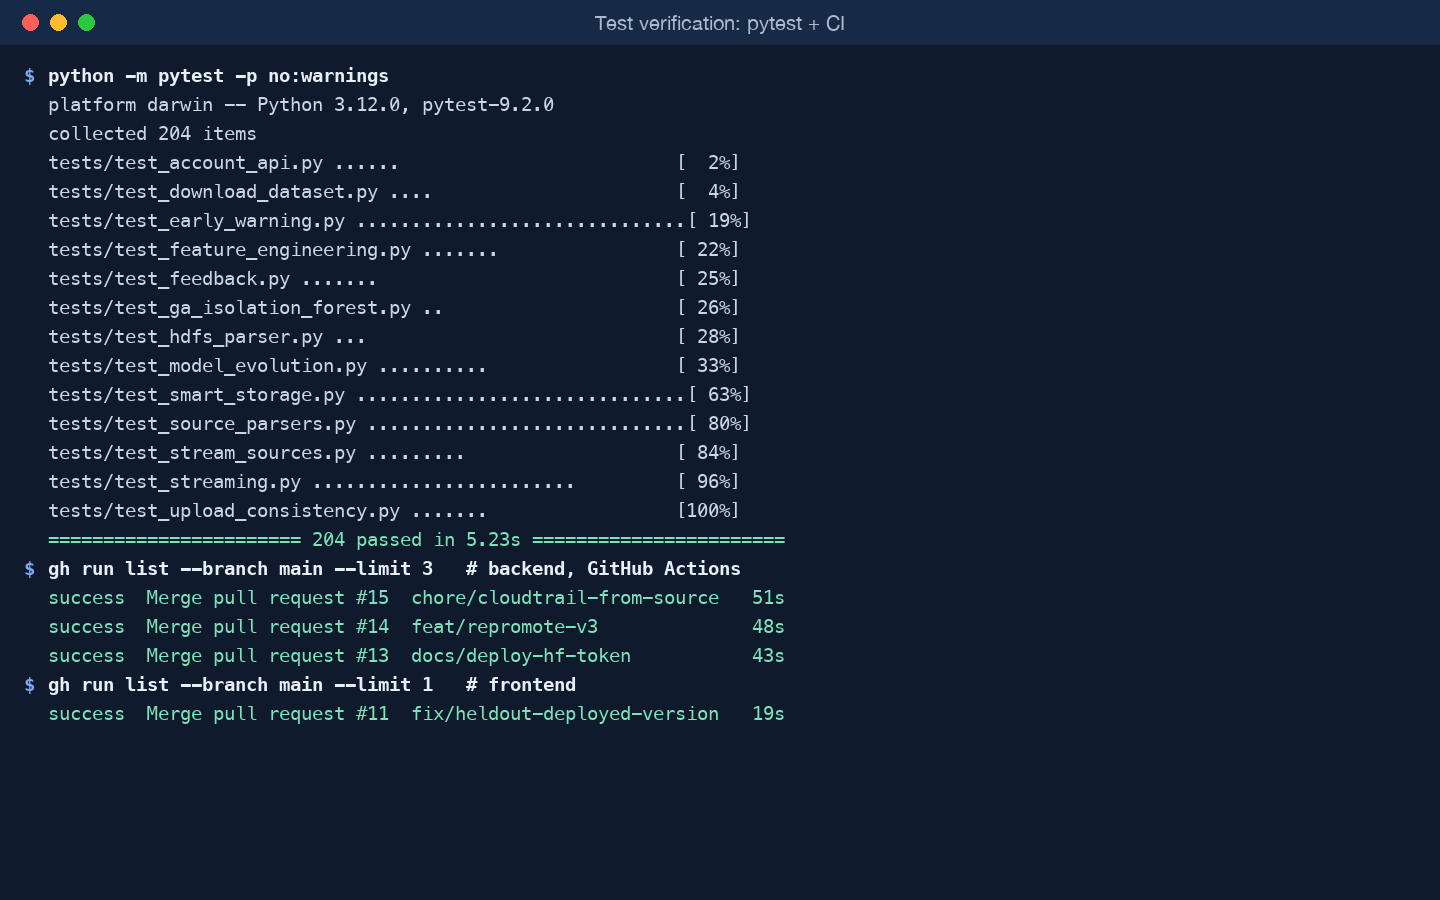 Test verification: pytest + CI
$ python -m pytest -p no:warnings
platform darwin -- Python 3.12.0, pytest-9.2.0
collected 204 items
tests/test_account_api.py ...... [  2%]
tests/test_download_dataset.py .... [  4%]
tests/test_early_warning.py ..............................[ 19%]
tests/test_feature_engineering.py ....... [ 22%]
tests/test_feedback.py ....... [ 25%]
tests/test_ga_isolation_forest.py .. [ 26%]
tests/test_hdfs_parser.py ... [ 28%]
tests/test_model_evolution.py .......... [ 33%]
tests/test_smart_storage.py ..............................[ 63%]
tests/test_source_parsers.py .............................[ 80%]
tests/test_stream_sources.py ......... [ 84%]
tests/test_streaming.py ........................ [ 96%]
tests/test_upload_consistency.py ....... [100%]
======================= 204 passed in 5.23s =======================
$ gh run list --branch main --limit 3   # backend, GitHub Actions
success  Merge pull request #15  chore/cloudtrail-from-source   51s
success  Merge pull request #14  feat/repromote-v3              48s
success  Merge pull request #13  docs/deploy-hf-token           43s
$ gh run list --branch main --limit 1   # frontend
success  Merge pull request #11  fix/heldout-deployed-version   19s